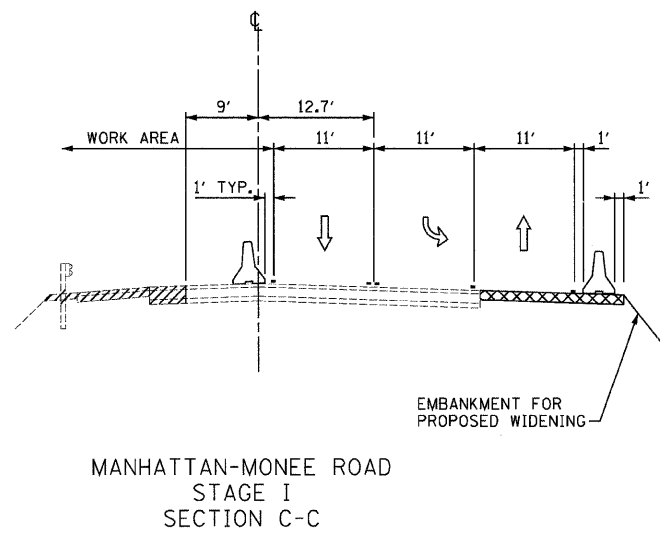 ℄
9' 12.7'
WORK AREA 11' 11' 11' 1'
1' TYP. 1'
EMBANKMENT FOR
PROPOSED WIDENING
MANHATTAN-MONEE ROAD
STAGE I
SECTION C-C